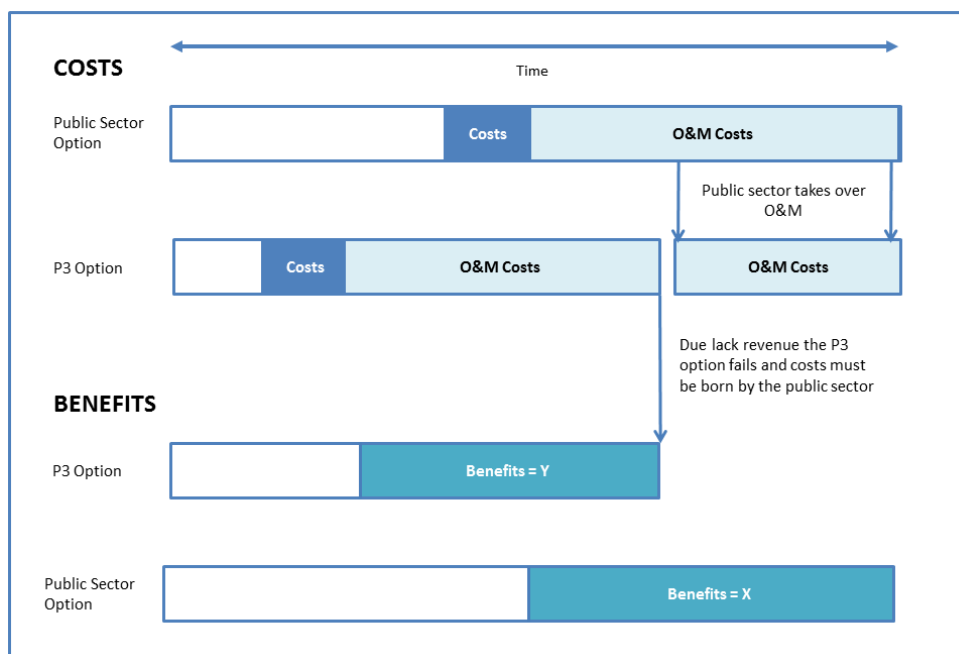 COSTS
Time
Public Sector
Option
Costs
O&M Costs
Public sector takes over
O&M
P3 Option
Costs
O&M Costs
O&M Costs
Due lack revenue the P3
option fails and costs must
be born by the public sector
BENEFITS
P3 Option
Benefits = Y
Public Sector
Option
Benefits = X